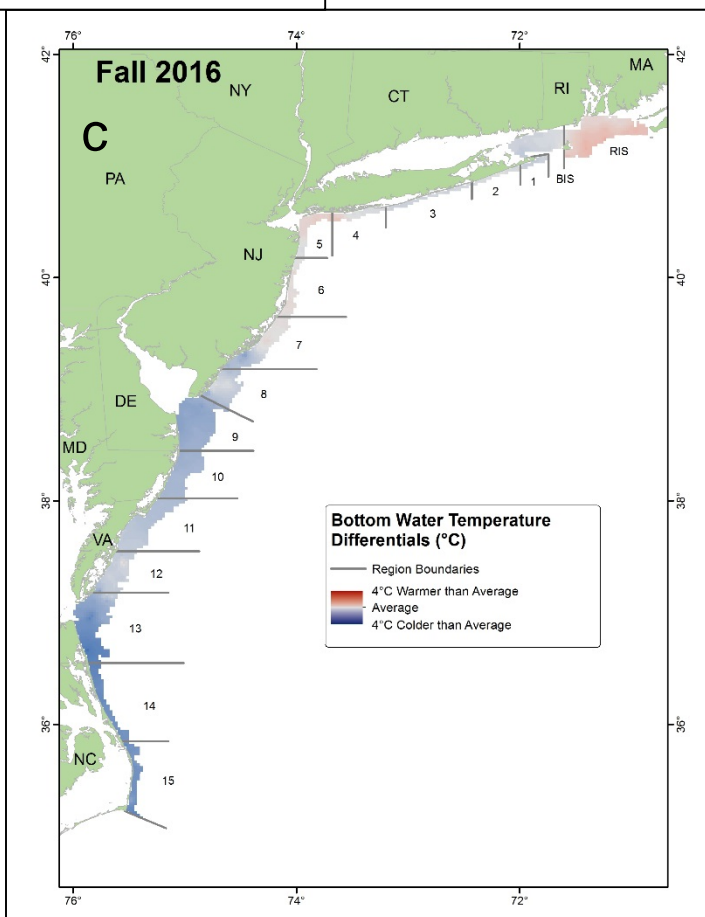 76°
74°
72°
42°
42°
Fall 2016
C
NY
CT
RI
MA
PA
RIS
BIS
1
2
3
4
5
NJ
40°
40°
6
7
8
DE
9
MD
10
38°
38°
11
VA
12
13
14
36°
36°
NC
15
Bottom Water Temperature
Differentials (°C)
Region Boundaries
4°C Warmer than Average
Average
4°C Colder than Average
76°
74°
72°